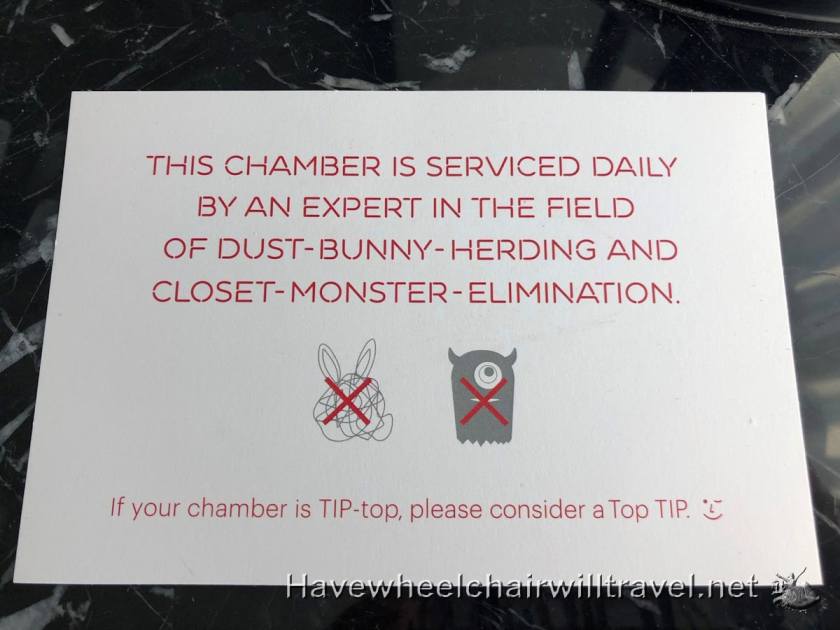 THIS CHAMBER IS SERVICED DAILY
BY AN EXPERT IN THE FIELD
OF DUST-BUNNY-HERDING AND
CLOSET-MONSTER-ELIMINATION.
If your chamber is TIP-top, please consider a Top TIP.
Havewheelchairwilltravel.net